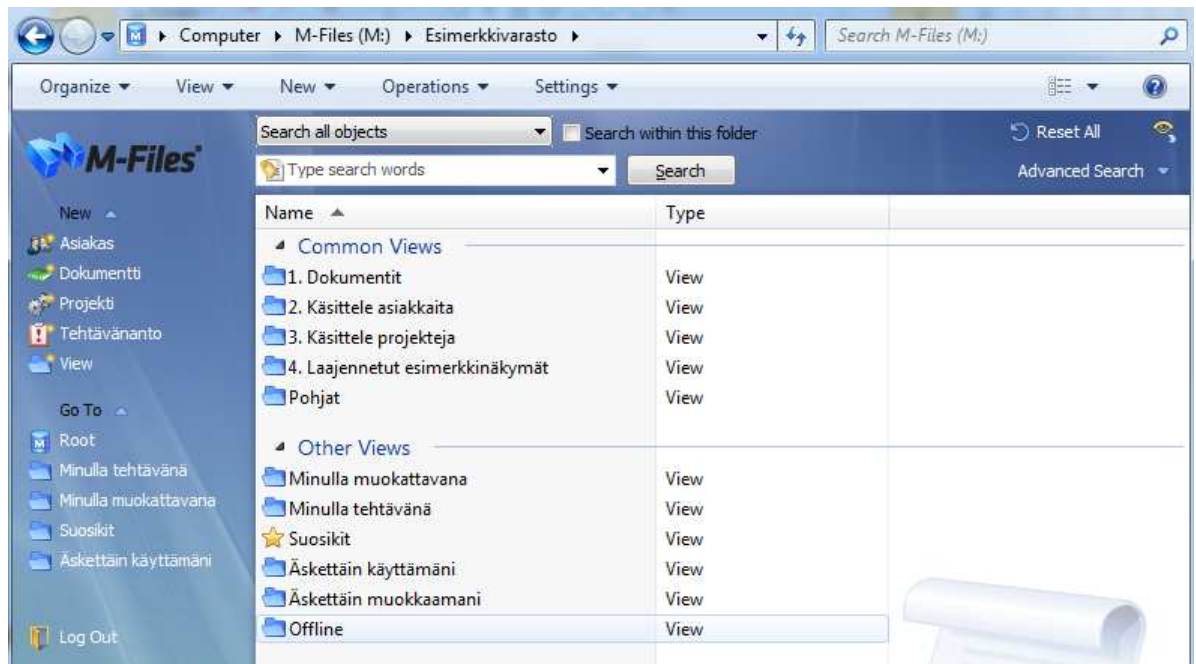 Computer M-Files (M:) Esimerkkivarasto Search M-Files (M:)
Organize View New Operations Settings
Search all objects Search within this folder Reset All
M-Files
Type search words Search Advanced Search
New
Asiakas
Dokumentti
Projekti
Tehtävänanto
View
Go To
Root
Minulla tehtävänä
Minulla muokattavana
Suosikit
Äskettäin käyttämäni
Log Out
Name Type
Common Views
1. Dokumentit View
2. Käsittele asiakkaita View
3. Käsittele projekteja View
4. Laajennetut esimerkkinäkymät View
Pohjat View
Other Views
Minulla muokattavana View
Minulla tehtävänä View
Suosikit View
Äskettäin käyttämäni View
Äskettäin muokkaamani View
Offline View